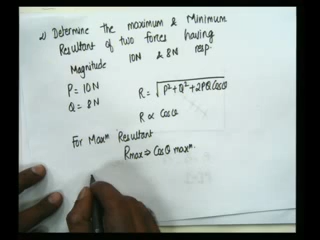 2) Determine the maximum & Minimum
Resultant of two forces having
Magnitude 10N & 8N resp.
P = 10N
Q = 8N
R = √P² + Q² + 2PQ Cosθ
R ∝ Cosθ
For Maxᵐ Resultant
Rmax ⇒ Cosθ maxᵐ.